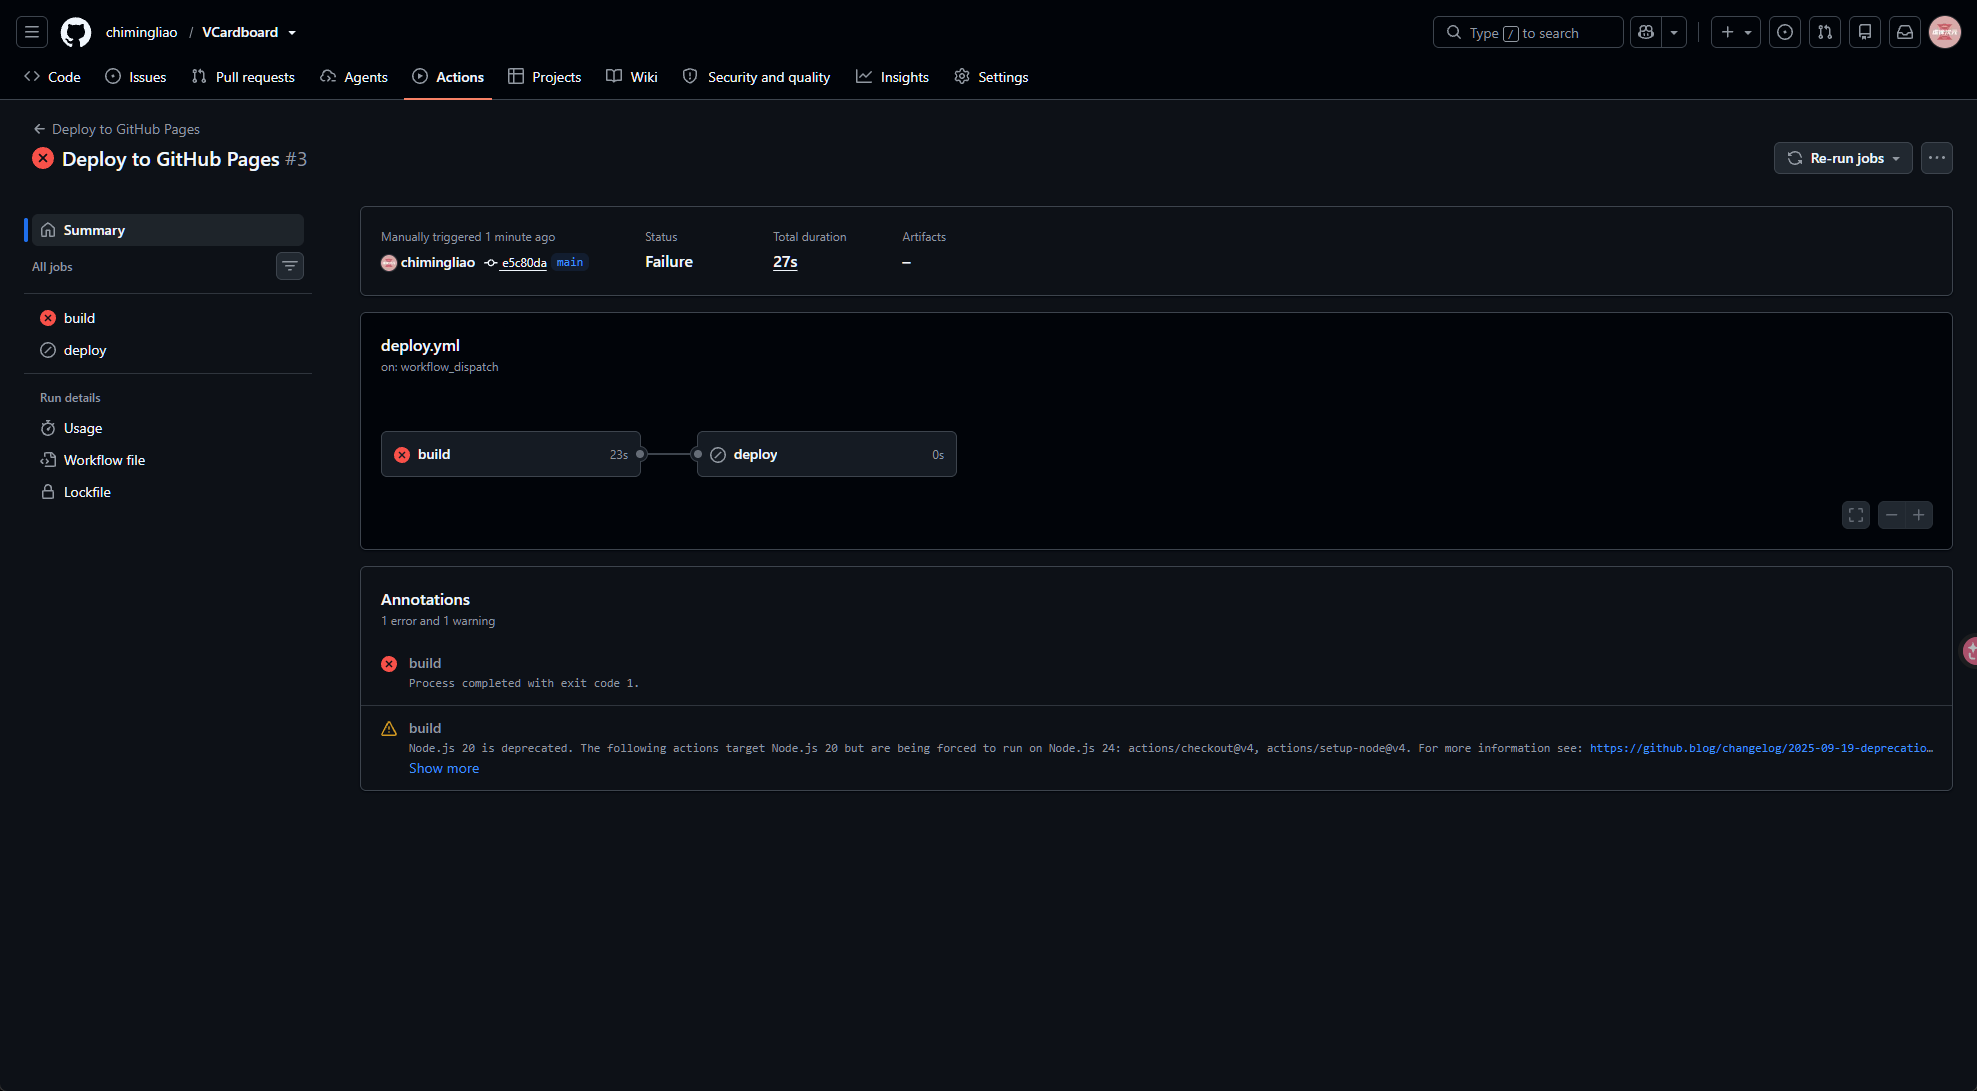 chimingliao / VCardboard
Type / to search
Code
Issues
Pull requests
Agents
Actions
Projects
Wiki
Security and quality
Insights
Settings
Deploy to GitHub Pages
Deploy to GitHub Pages #3
Re-run jobs
Summary
All jobs
build
deploy
Run details
Usage
Workflow file
Lockfile
Manually triggered 1 minute ago
chimingliao e5c80da main
Status
Failure
Total duration
27s
Artifacts
–
deploy.yml
on: workflow_dispatch
build 23s
deploy 0s
Annotations
1 error and 1 warning
build
Process completed with exit code 1.
build
Node.js 20 is deprecated. The following actions target Node.js 20 but are being forced to run on Node.js 24: actions/checkout@v4, actions/setup-node@v4. For more information see: https://github.blog/changelog/2025-09-19-deprecatio…
Show more